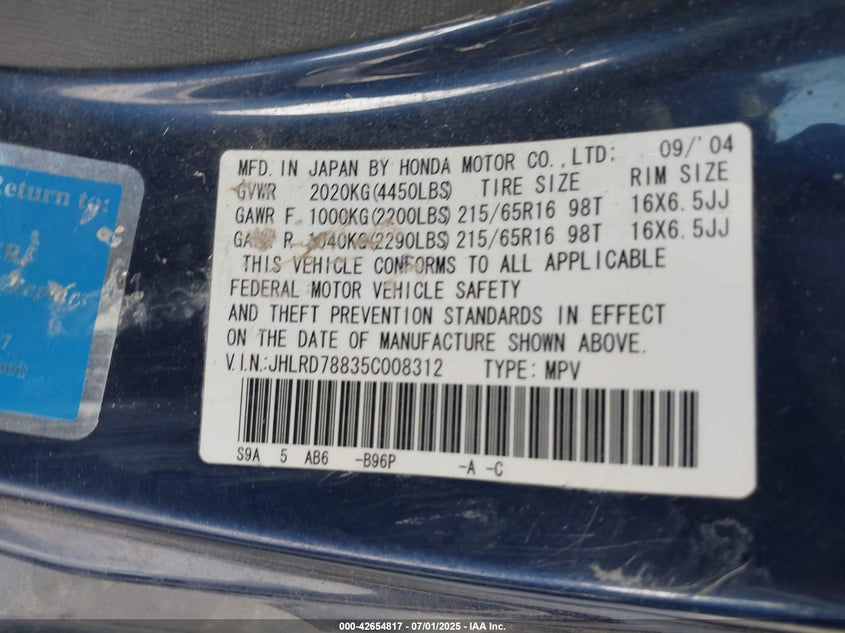 Return to:
MFD. IN JAPAN BY HONDA MOTOR CO.,LTD: 09/'04
GVWR 2020KG(4450LBS) TIRE SIZE RIM SIZE
GAWR F 1000KG(2200LBS) 215/65R16 98T 16X6.5JJ
GAWR R 1040KG(2290LBS) 215/65R16 98T 16X6.5JJ
THIS VEHICLE CONFORMS TO ALL APPLICABLE
FEDERAL MOTOR VEHICLE SAFETY
AND THEFT PREVENTION STANDARDS IN EFFECT
ON THE DATE OF MANUFACTURE SHOWN ABOVE.
V.I.N.:JHLRD78835C008312 TYPE: MPV
S9A 5 AB6 -B96P -A -C
000-42654817 - 07/01/2025 - IAA Inc.